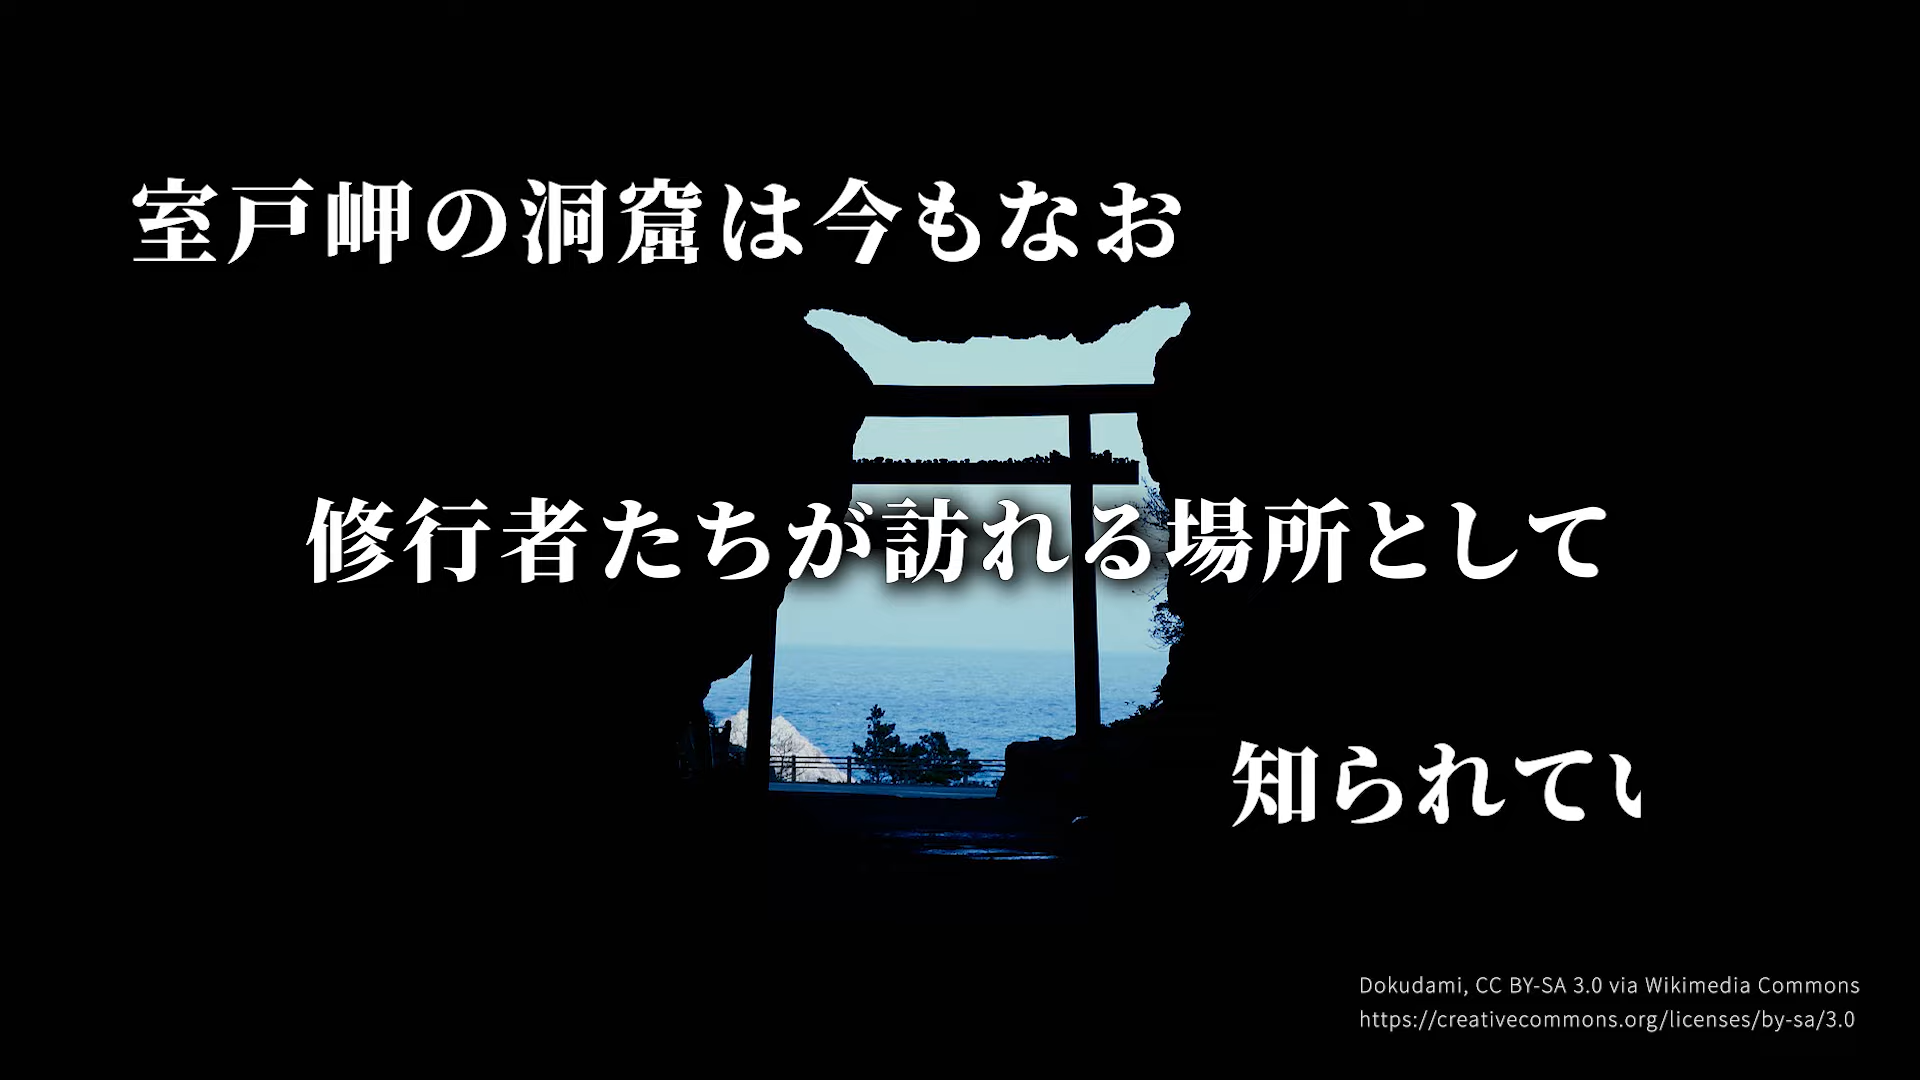 室戸岬の洞窟は今もなお
修行者たちが訪れる場所として
知られてい
Dokudami, CC BY-SA 3.0 via Wikimedia Commons
https://creativecommons.org/licenses/by-sa/3.0